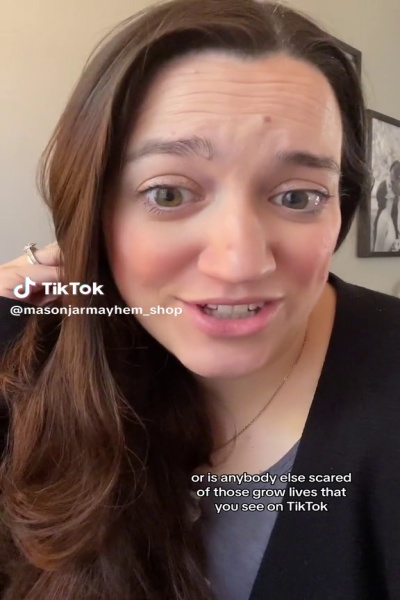 TikTok
@masonjarmayhem_shop
or is anybody else scared
of those grow lives that
you see on TikTok